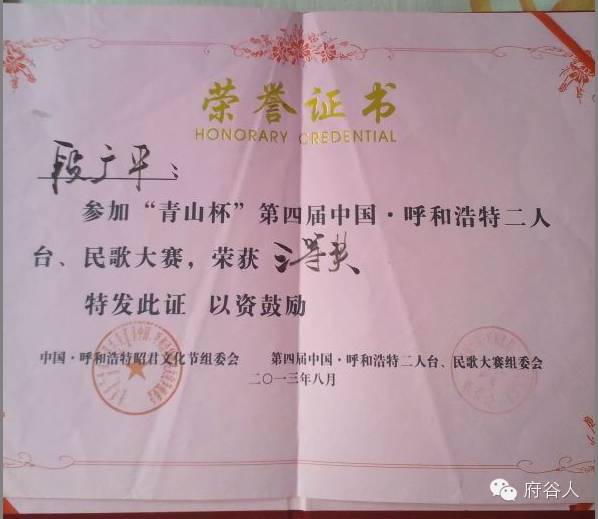 荣誉证书
HONORARY CREDENTIAL
段广平：
参加“青山杯”第四届中国·呼和浩特二人
台、民歌大赛，荣获 三等奖
特发此证 以资鼓励
中国·呼和浩特昭君文化节组委会 第四届中国·呼和浩特二人台、民歌大赛组委会
二〇一三年八月
府谷人